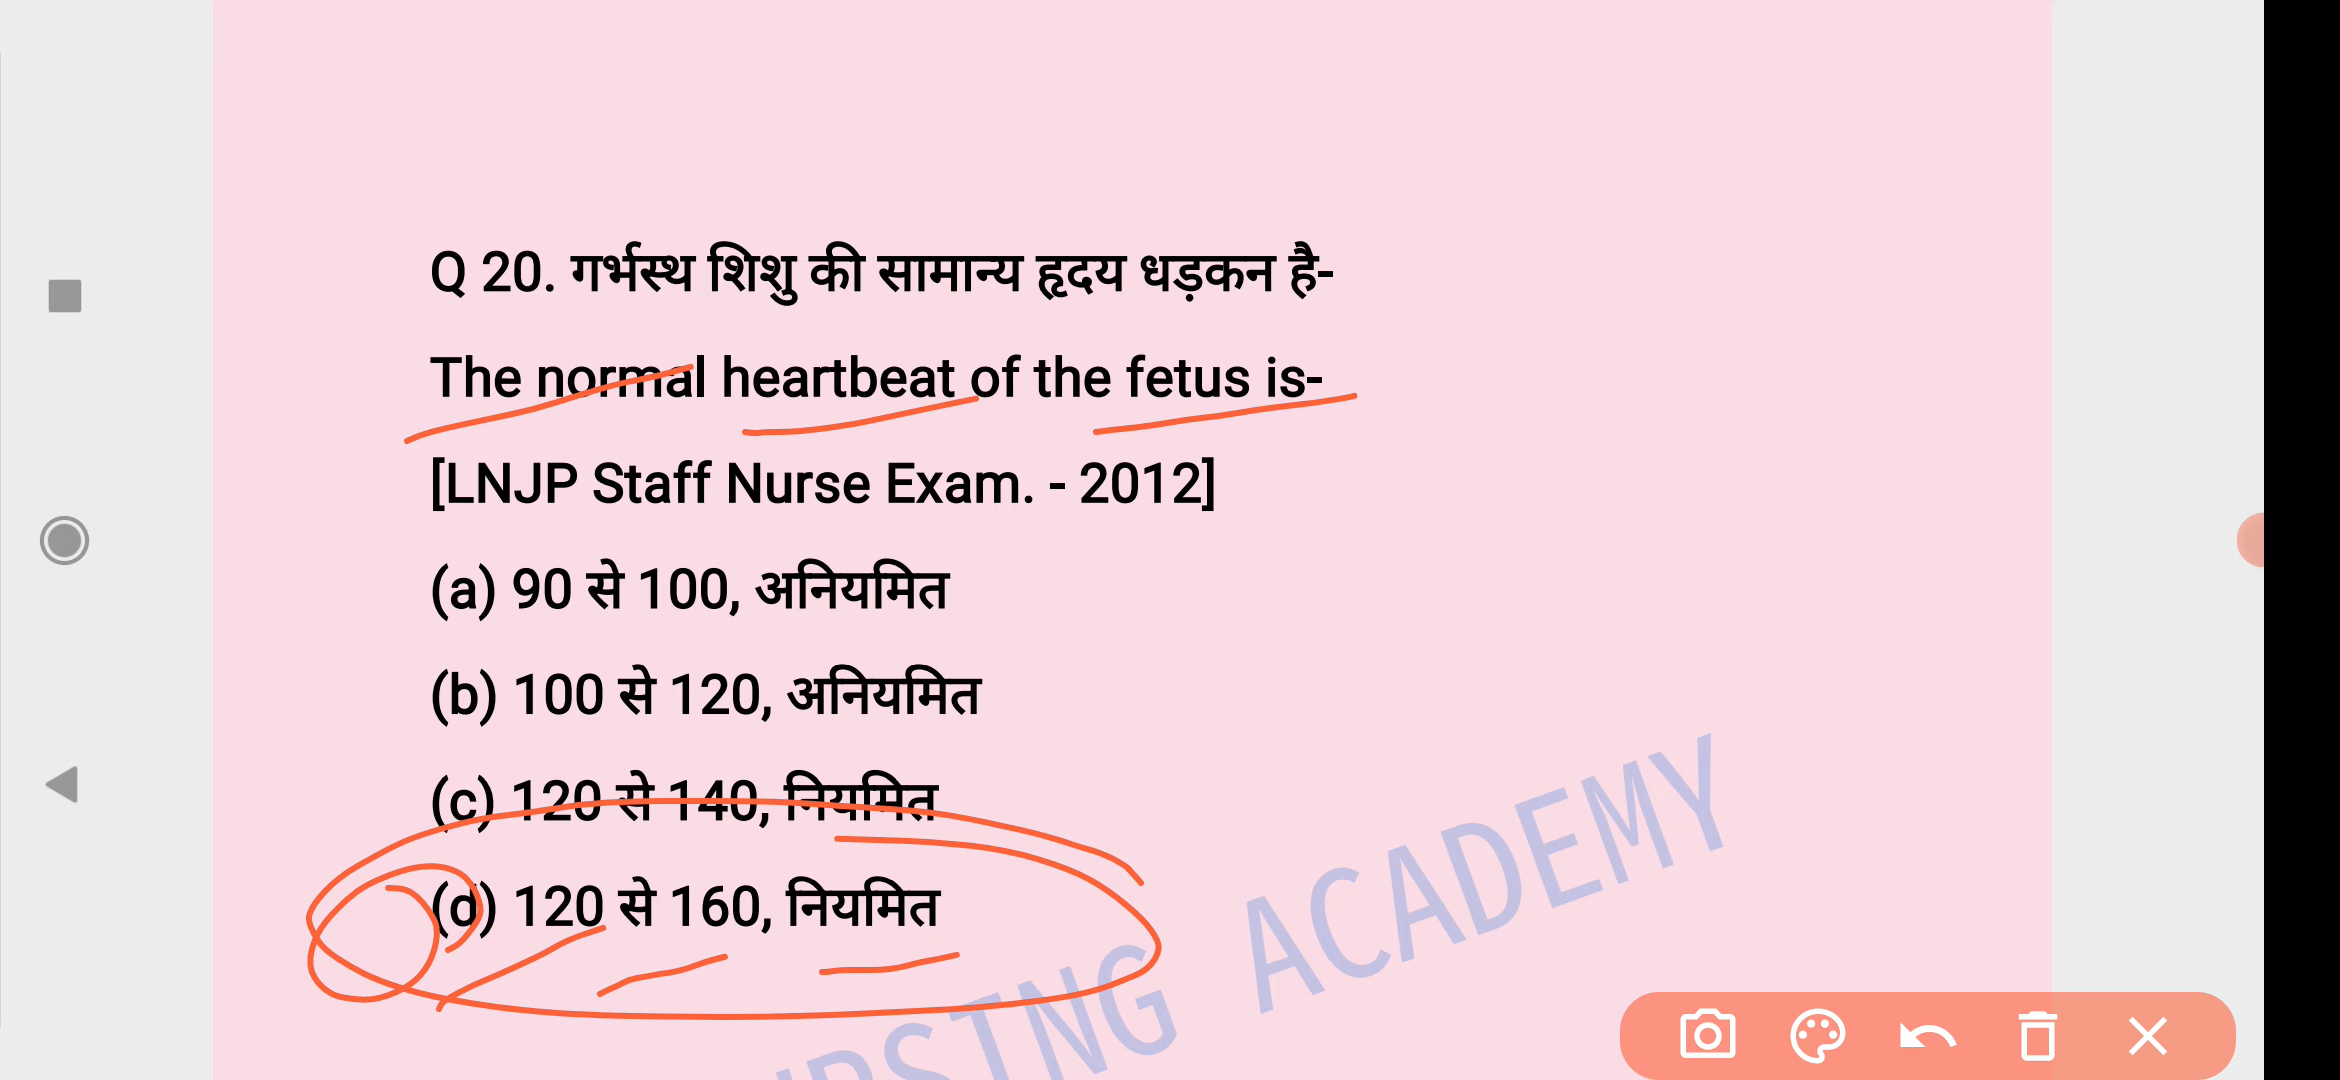 Q 20. गर्भस्थ शिशु की सामान्य हृदय धड़कन है-
The normal heartbeat of the fetus is-
[LNJP Staff Nurse Exam. - 2012]
(a) 90 से 100, अनियमित
(b) 100 से 120, अनियमित
(c) 120 से 140, नियमित
(d) 120 से 160, नियमित
ACADEMY